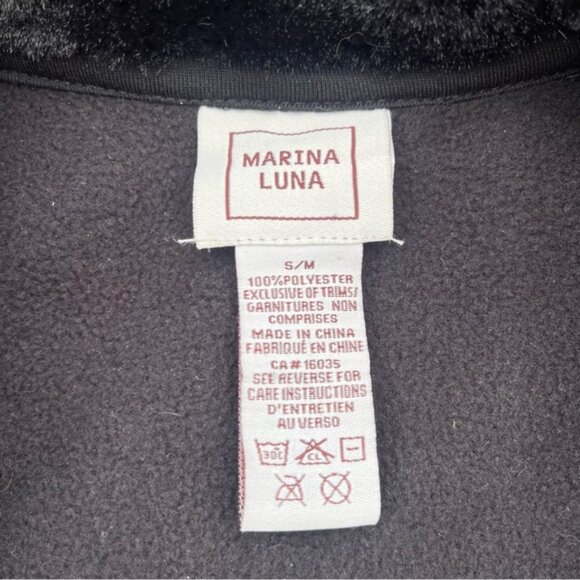 MARINA
LUNA
S/M
100%POLYESTER
EXCLUSIVE OF TRIMS/
GARNITURES NON
COMPRISES
MADE IN CHINA
FABRIQUÉ EN CHINE
CA#16035
SEE REVERSE FOR
CARE INSTRUCTIONS
D'ENTRETIEN
AU VERSO
30C CL